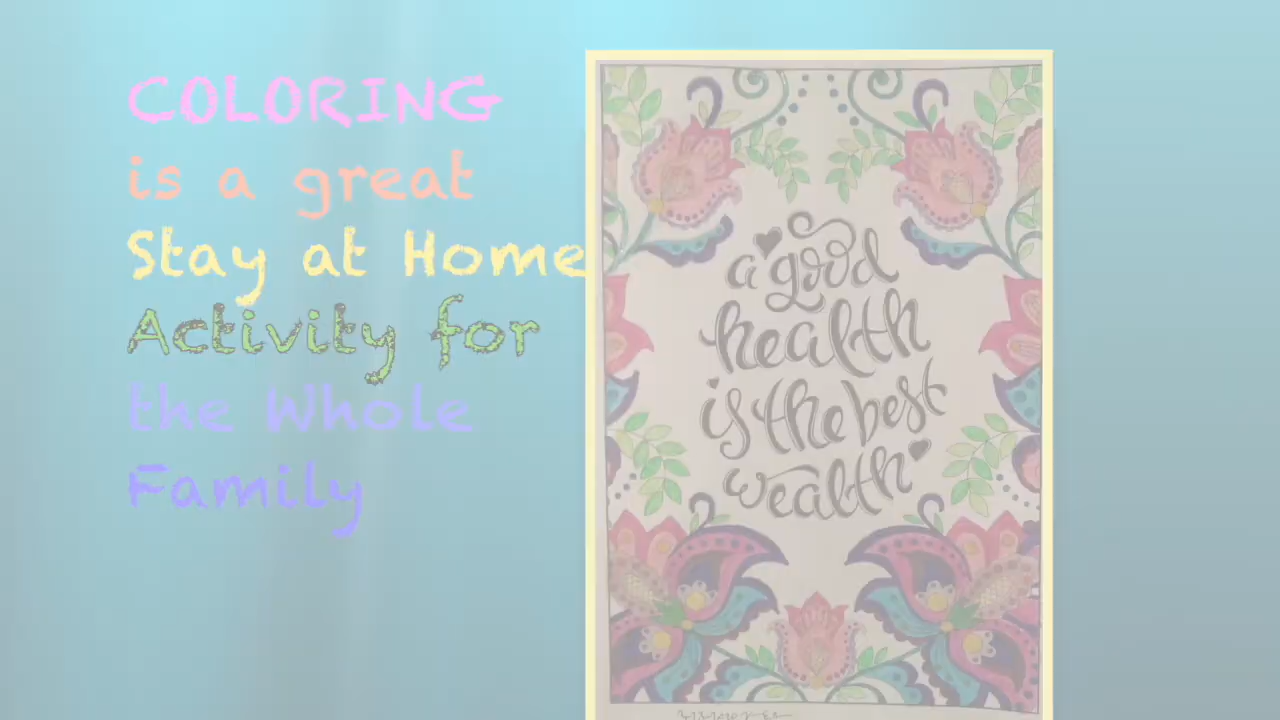 COLORING
is a great
Stay at Home
Activity for
the Whole
Family
a good
health
is the best
wealth